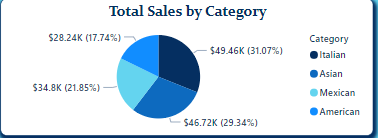 Total Sales by Category
$28.24K (17.74%)
$49.46K (31.07%)
$34.8K (21.85%)
$46.72K (29.34%)
Category
Italian
Asian
Mexican
American